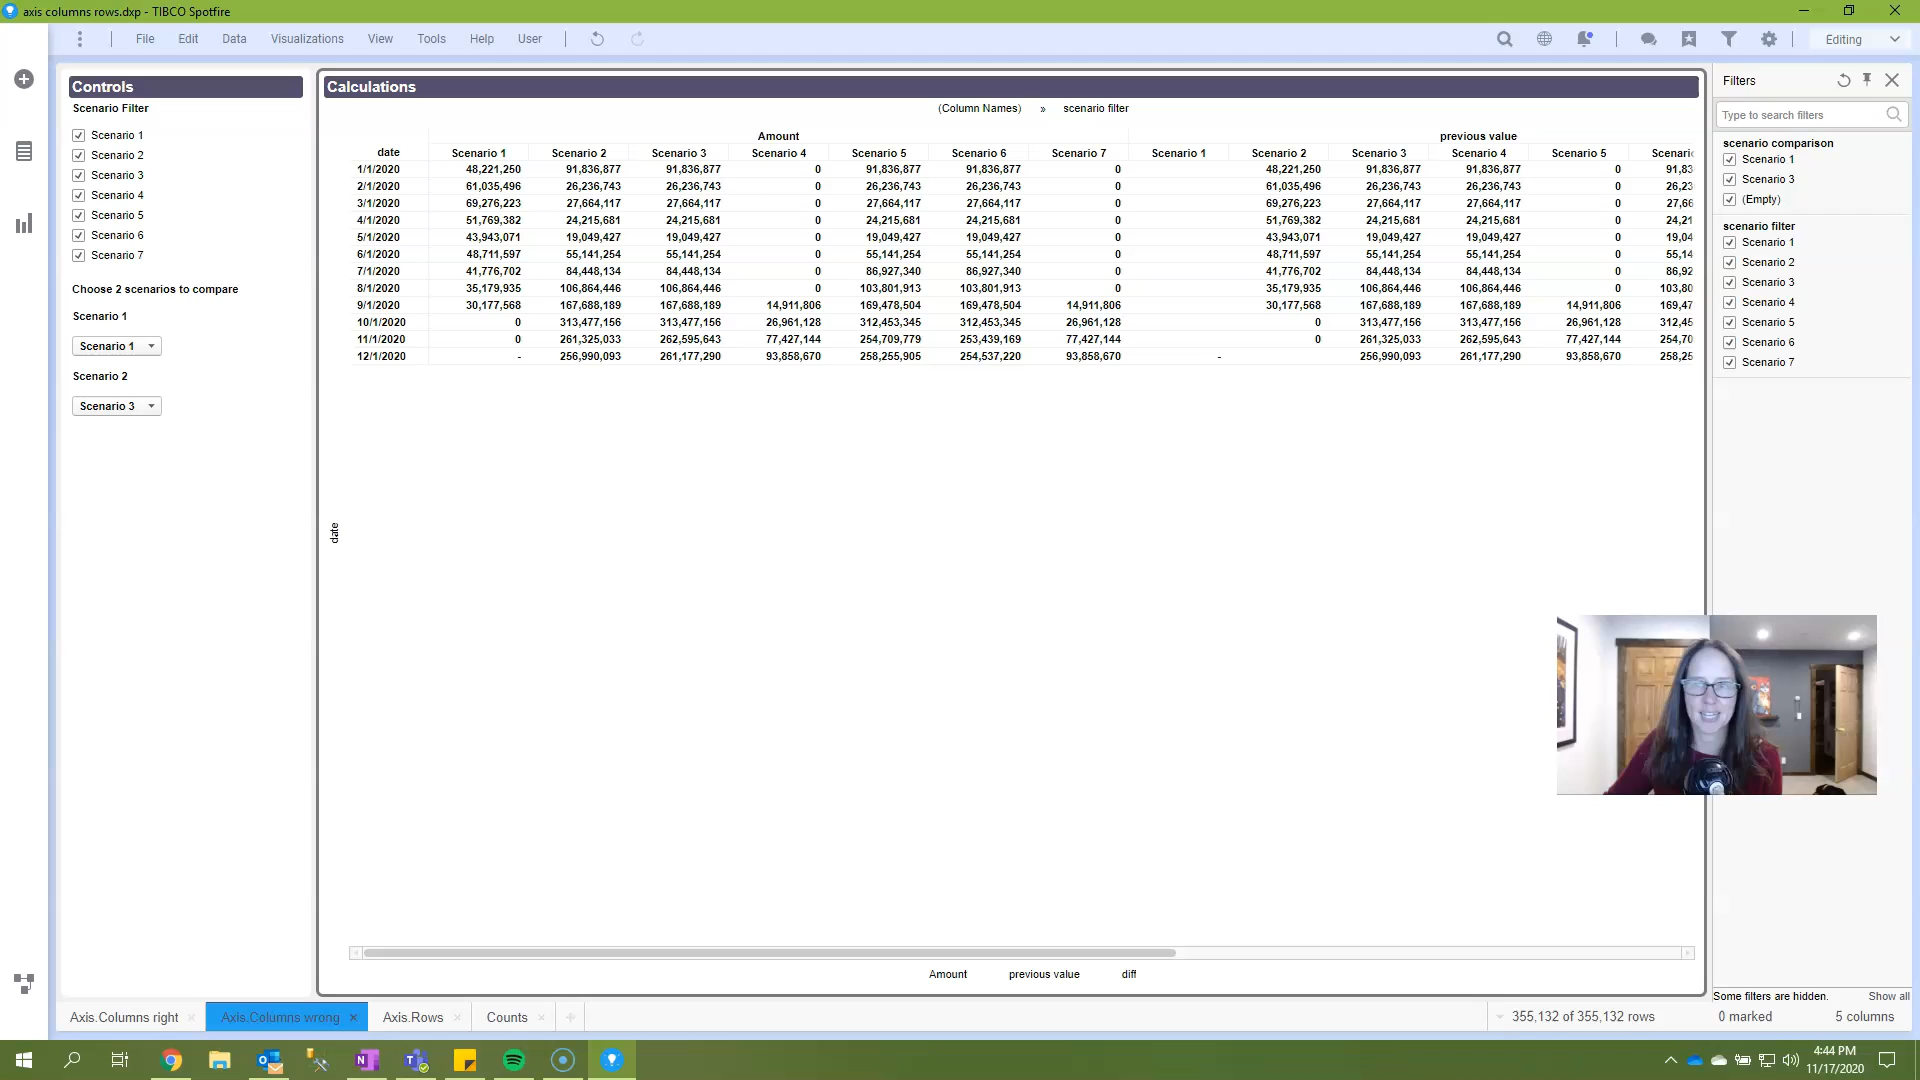 axis columns rows.dxp - TIBCO Spotfire
File Edit Data Visualizations View Tools Help User Editing
Controls
Scenario Filter
Scenario 1
Scenario 2
Scenario 3
Scenario 4
Scenario 5
Scenario 6
Scenario 7
Choose 2 scenarios to compare
Scenario 1
Scenario 1
Scenario 2
Scenario 3
Calculations
(Column Names) » scenario filter
Amount previous value
date Scenario 1 Scenario 2 Scenario 3 Scenario 4 Scenario 5 Scenario 6 Scenario 7 Scenario 1 Scenario 2 Scenario 3 Scenario 4 Scenario 5 Scenari
1/1/2020 48,221,250 91,836,877 91,836,877 0 91,836,877 91,836,877 0 48,221,250 91,836,877 91,836,877 0 91,83
2/1/2020 61,035,496 26,236,743 26,236,743 0 26,236,743 26,236,743 0 61,035,496 26,236,743 26,236,743 0 26,23
3/1/2020 69,276,223 27,664,117 27,664,117 0 27,664,117 27,664,117 0 69,276,223 27,664,117 27,664,117 0 27,66
4/1/2020 51,769,382 24,215,681 24,215,681 0 24,215,681 24,215,681 0 51,769,382 24,215,681 24,215,681 0 24,21
5/1/2020 43,943,071 19,049,427 19,049,427 0 19,049,427 19,049,427 0 43,943,071 19,049,427 19,049,427 0 19,04
6/1/2020 48,711,597 55,141,254 55,141,254 0 55,141,254 55,141,254 0 48,711,597 55,141,254 55,141,254 0 55,14
7/1/2020 41,776,702 84,448,134 84,448,134 0 86,927,340 86,927,340 0 41,776,702 84,448,134 84,448,134 0 86,92
8/1/2020 35,179,935 106,864,446 106,864,446 0 103,801,913 103,801,913 0 35,179,935 106,864,446 106,864,446 0 103,80
9/1/2020 30,177,568 167,688,189 167,688,189 14,911,806 169,478,504 169,478,504 14,911,806 30,177,568 167,688,189 167,688,189 14,911,806 169,47
10/1/2020 0 313,477,156 313,477,156 26,961,128 312,453,345 312,453,345 26,961,128 0 313,477,156 313,477,156 26,961,128 312,45
11/1/2020 0 261,325,033 262,595,643 77,427,144 254,709,779 253,439,169 77,427,144 0 261,325,033 262,595,643 77,427,144 254,70
12/1/2020 - 256,990,093 261,177,290 93,858,670 258,255,905 254,537,220 93,858,670 - 256,990,093 261,177,290 93,858,670 258,25
date
Amount previous value diff
Filters
Type to search filters
scenario comparison
Scenario 1
Scenario 3
(Empty)
scenario filter
Scenario 1
Scenario 2
Scenario 3
Scenario 4
Scenario 5
Scenario 6
Scenario 7
Some filters are hidden. Show all
Axis.Columns right Axis.Columns wrong Axis.Rows Counts 355,132 of 355,132 rows 0 marked 5 columns
4:44 PM
11/17/2020